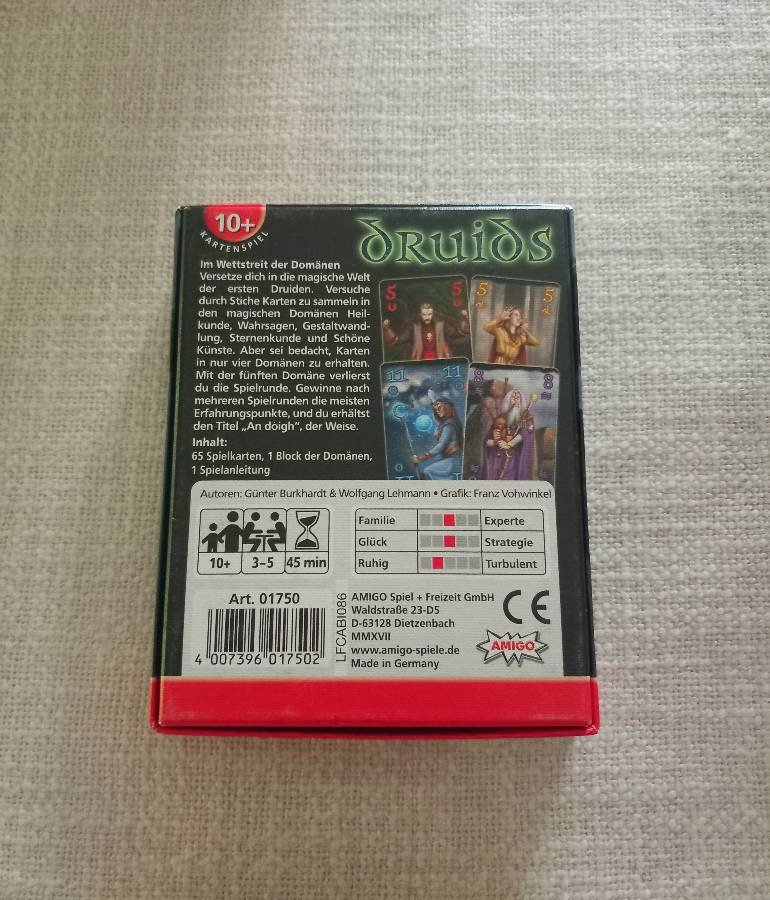 10+
KARTENSPIEL
DRUIDS
Im Wettstreit der Domänen
Versetze dich in die magische Welt
der ersten Druiden. Versuche
durch Stiche Karten zu sammeln in
den magischen Domänen Heil-
kunde, Wahrsagen, Gestaltwand-
lung, Sternenkunde und Schöne
Künste. Aber sei bedacht, Karten
in nur vier Domänen zu erhalten.
Mit der fünften Domäne verlierst
du die Spielrunde. Gewinne nach
mehreren Spielrunden die meisten
Erfahrungspunkte, und du erhältst
den Titel „An dòigh", der Weise.
Inhalt:
65 Spielkarten, 1 Block der Domänen,
1 Spielanleitung
5 5
5 5
11 11
8 8
Autoren: Günter Burkhardt & Wolfgang Lehmann • Grafik: Franz Vohwinkel
10+ 3–5 45 min
Familie Experte
Glück Strategie
Ruhig Turbulent
Art. 01750
4 007396 017502
LFCABI086
AMIGO Spiel + Freizeit GmbH
Waldstraße 23-D5
D-63128 Dietzenbach
MMXVII
www.amigo-spiele.de
Made in Germany
CE
AMIGO